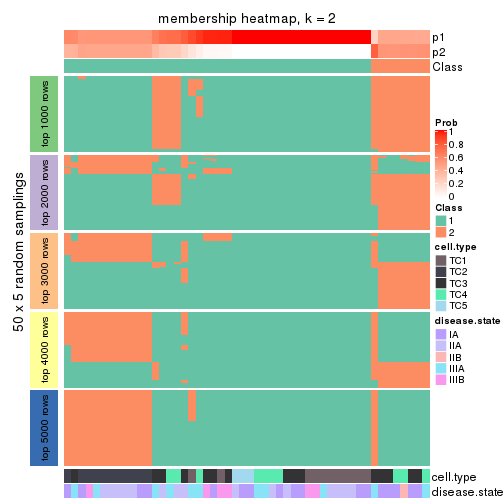 membership heatmap, k = 2
p1
p2
Class
50 x 5 random samplings
top 1000 rows
top 2000 rows
top 3000 rows
top 4000 rows
top 5000 rows
Prob
1
0.8
0.6
0.4
0.2
0
Class
1
2
cell.type
TC1
TC2
TC3
TC4
TC5
disease.state
IA
IIA
IIB
IIIA
IIIB
cell.type
disease.state